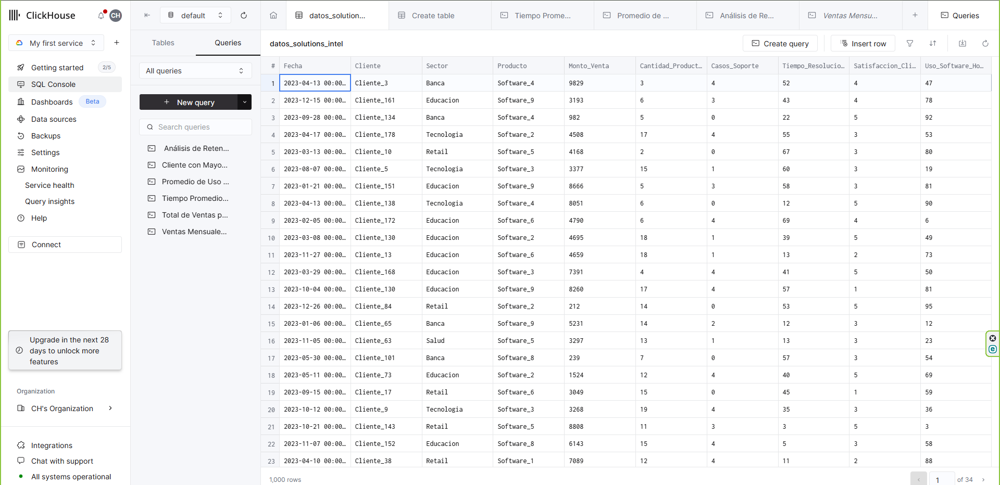 ClickHouse
CH
My first service
Getting started 2/5
SQL Console
Dashboards Beta
Data sources
Backups
Settings
Monitoring
Service health
Query insights
Help
Connect
Upgrade in the next 28
days to unlock more
features
Organization
CH's Organization
Integrations
Chat with support
All systems operational
default
Tables Queries
All queries
+ New query
Search queries
Análisis de Reten...
Cliente con Mayo...
Promedio de Uso ...
Tiempo Promedio...
Total de Ventas p...
Ventas Mensuale...
datos_solution... Create table Tiempo Prome... Promedio de ... Análisis de Re... Ventas Mensu... + Queries
datos_solutions_intel Create query Insert row
# Fecha Cliente Sector Producto Monto_Venta Cantidad_Product… Casos_Soporte Tiempo_Resolucio… Satisfaccion_Cli… Uso_Software_Ho…
1 2023-04-13 00:00… Cliente_3 Banca Software_4 9829 3 4 52 4 47
2 2023-12-15 00:00… Cliente_161 Educacion Software_9 3193 6 3 43 4 78
3 2023-09-28 00:00… Cliente_134 Banca Software_4 982 5 0 22 5 92
4 2023-04-17 00:00… Cliente_178 Tecnologia Software_2 4508 17 4 55 3 53
5 2023-03-13 00:00… Cliente_10 Retail Software_5 4168 2 0 67 3 80
6 2023-08-07 00:00… Cliente_5 Tecnologia Software_3 3377 15 1 60 3 19
7 2023-01-21 00:00… Cliente_151 Educacion Software_9 8666 5 3 58 3 81
8 2023-04-13 00:00… Cliente_138 Tecnologia Software_4 8051 6 0 12 5 90
9 2023-02-05 00:00… Cliente_172 Educacion Software_6 4790 6 4 69 4 6
10 2023-03-08 00:00… Cliente_130 Educacion Software_2 4695 18 1 39 5 49
11 2023-11-27 00:00… Cliente_13 Educacion Software_6 4659 18 1 13 2 73
12 2023-03-29 00:00… Cliente_168 Educacion Software_3 7391 4 4 41 5 50
13 2023-10-04 00:00… Cliente_130 Educacion Software_9 8260 17 4 57 1 81
14 2023-12-26 00:00… Cliente_84 Retail Software_2 212 14 0 53 5 95
15 2023-01-06 00:00… Cliente_65 Banca Software_9 5231 14 2 12 3 12
16 2023-11-05 00:00… Cliente_63 Salud Software_5 3297 13 1 13 3 23
17 2023-05-30 00:00… Cliente_101 Banca Software_8 239 7 0 57 3 54
18 2023-05-11 00:00… Cliente_73 Educacion Software_2 1524 12 4 40 5 69
19 2023-09-15 00:00… Cliente_17 Retail Software_6 3049 15 0 45 1 59
20 2023-10-12 00:00… Cliente_9 Tecnologia Software_3 3268 19 4 35 3 36
21 2023-10-21 00:00… Cliente_143 Retail Software_5 8808 11 3 3 5 3
22 2023-11-07 00:00… Cliente_152 Educacion Software_8 6143 15 4 5 3 58
23 2023-04-10 00:00… Cliente_38 Retail Software_1 7089 12 4 11 2 88
1,000 rows 1 of 34